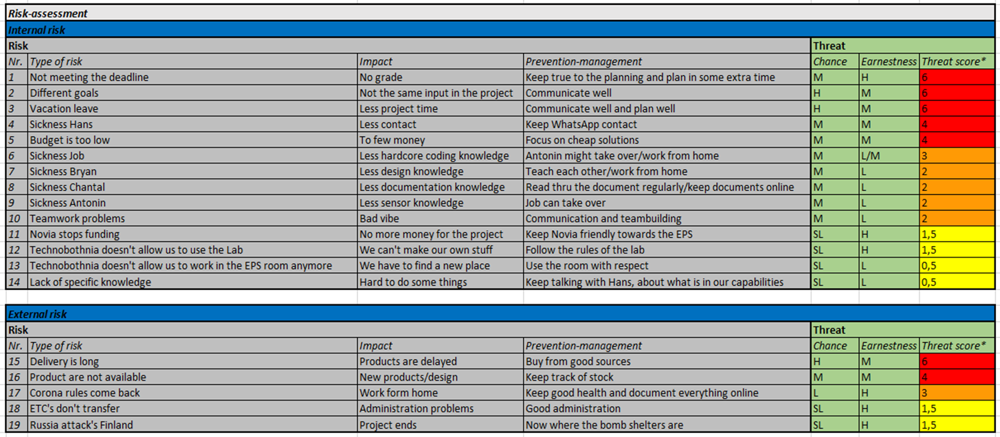 Risk-assessment
Internal risk
Risk Threat
Nr. Type of risk Impact Prevention-management Chance Earnestness Threat score*
1 Not meeting the deadline No grade Keep true to the planning and plan in some extra time M H 6
2 Different goals Not the same input in the project Communicate well H M 6
3 Vacation leave Less project time Communicate well and plan well H M 6
4 Sickness Hans Less contact Keep WhatsApp contact M M 4
5 Budget is too low To few money Focus on cheap solutions M M 4
6 Sickness Job Less hardcore coding knowledge Antonin might take over/work from home M L/M 3
7 Sickness Bryan Less design knowledge Teach each other/work from home M L 2
8 Sickness Chantal Less documentation knowledge Read thru the document regularly/keep documents online M L 2
9 Sickness Antonin Less sensor knowledge Job can take over M L 2
10 Teamwork problems Bad vibe Communication and teambuilding M L 2
11 Novia stops funding No more money for the project Keep Novia friendly towards the EPS SL H 1,5
12 Technobothnia doesn't allow us to use the Lab We can't make our own stuff Follow the rules of the lab SL H 1,5
13 Technobothnia doesn't allow us to work in the EPS room anymore We have to find a new place Use the room with respect SL L 0,5
14 Lack of specific knowledge Hard to do some things Keep talking with Hans, about what is in our capabilities SL L 0,5
External risk
Risk Threat
Nr. Type of risk Impact Prevention-management Chance Earnestness Threat score*
15 Delivery is long Products are delayed Buy from good sources H M 6
16 Product are not available New products/design Keep track of stock M M 4
17 Corona rules come back Work form home Keep good health and document everything online L H 3
18 ETC's don't transfer Administration problems Good administration SL H 1,5
19 Russia attack's Finland Project ends Now where the bomb shelters are SL H 1,5